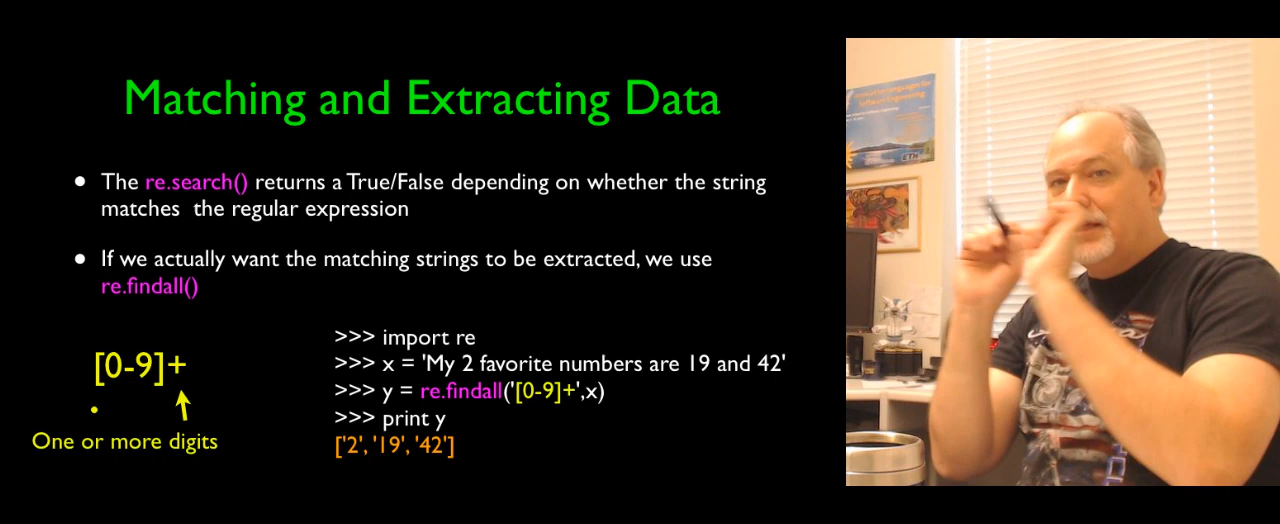 Matching and Extracting Data
• The re.search() returns a True/False depending on whether the string
matches the regular expression
• If we actually want the matching strings to be extracted, we use
re.findall()
[0-9]+
One or more digits
>>> import re
>>> x = 'My 2 favorite numbers are 19 and 42'
>>> y = re.findall('[0-9]+',x)
>>> print y
['2', '19', '42']
Software Engineering
ETH